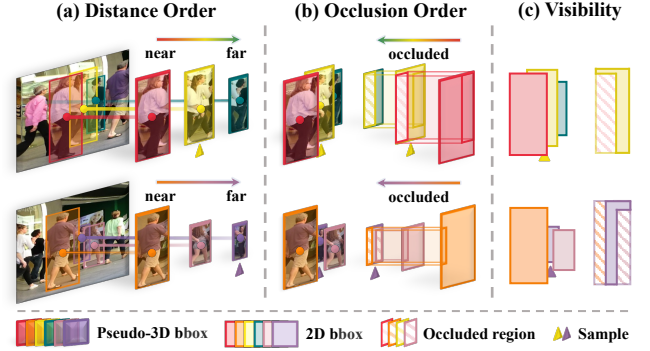 (a) Distance Order
(b) Occlusion Order
(c) Visibility
near far
occluded
near far
occluded
Pseudo-3D bbox
2D bbox
Occluded region
Sample